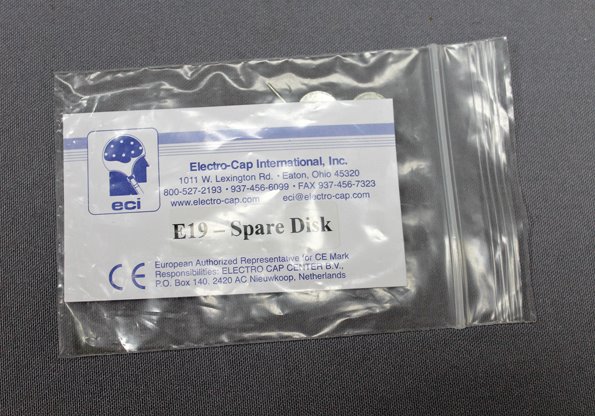 eci
Electro-Cap International, Inc.
1011 W. Lexington Rd. • Eaton, Ohio 45320
800-527-2193 • 937-456-6099 • FAX 937-456-7323
www.electro-cap.com eci@electro-cap.com
E19 – Spare Disk
CE
European Authorized Representative for CE Mark
Responsibilities: ELECTRO CAP CENTER B.V.,
P.O. Box 140, 2420 AC Nieuwkoop, Netherlands